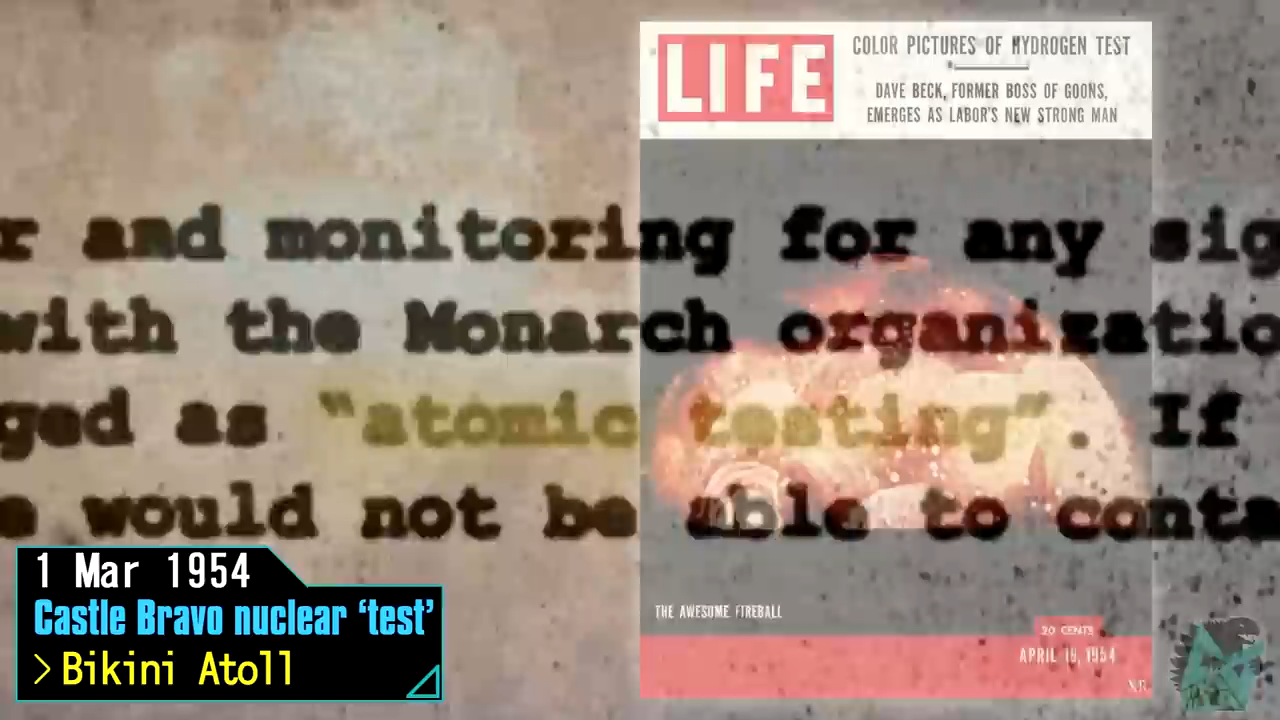 LIFE
COLOR PICTURES OF HYDROGEN TEST
DAVE BECK, FORMER BOSS OF GOONS,
EMERGES AS LABOR'S NEW STRONG MAN
r and monitoring for any sig
with the Monarch organizatio
ged as "atomic testing". If
e would not be able to conta
THE AWESOME FIREBALL
20 CENTS
APRIL 19, 1954
1 Mar 1954
Castle Bravo nuclear ‘test’
>Bikini Atoll